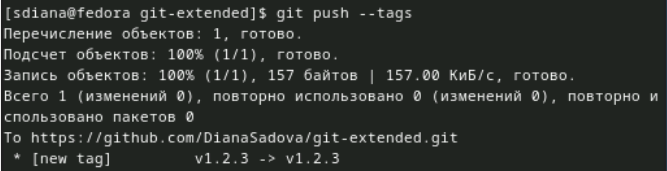 [sdiana@fedora git-extended]$ git push --tags
Перечисление объектов: 1, готово.
Подсчет объектов: 100% (1/1), готово.
Запись объектов: 100% (1/1), 157 байтов | 157.00 КиБ/с, готово.
Всего 1 (изменений 0), повторно использовано 0 (изменений 0), повторно и
спользовано пакетов 0
To https://github.com/DianaSadova/git-extended.git
 * [new tag]         v1.2.3 -> v1.2.3